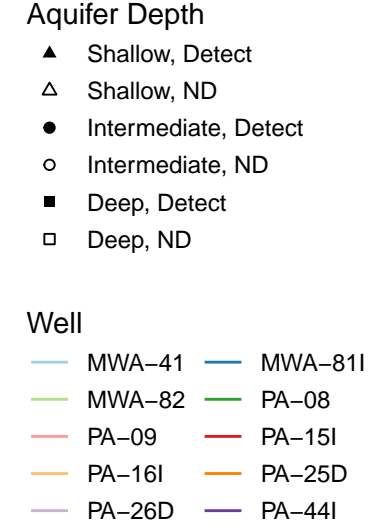 Aquifer Depth
Shallow, Detect
Shallow, ND
Intermediate, Detect
Intermediate, ND
Deep, Detect
Deep, ND
Well
MWA−41 MWA−81I
MWA−82 PA−08
PA−09 PA−15I
PA−16I PA−25D
PA−26D PA−44I